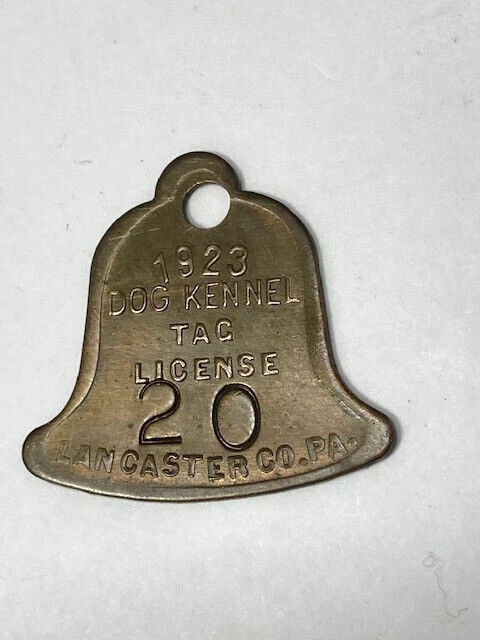 1923
DOG KENNEL
TAG
LICENSE
20
LANCASTER CO. PA.